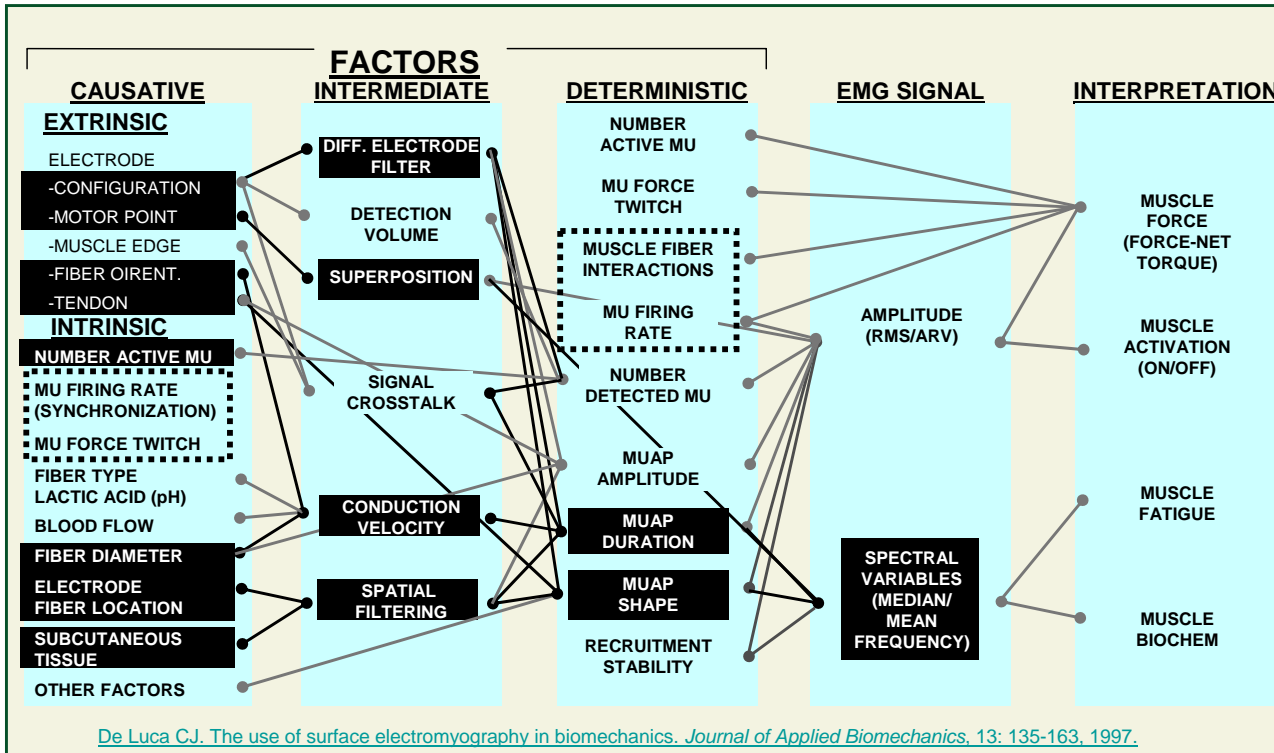 FACTORS
CAUSATIVE
EXTRINSIC
ELECTRODE
-CONFIGURATION
-MOTOR POINT
-MUSCLE EDGE
-FIBER OIRENT.
-TENDON
INTRINSIC
NUMBER ACTIVE MU
MU FIRING RATE
(SYNCHRONIZATION)
MU FORCE TWITCH
FIBER TYPE
LACTIC ACID (pH)
BLOOD FLOW
FIBER DIAMETER
ELECTRODE
FIBER LOCATION
SUBCUTANEOUS
TISSUE
OTHER FACTORS
INTERMEDIATE
DIFF. ELECTRODE
FILTER
DETECTION
VOLUME
SUPERPOSITION
SIGNAL
CROSSTALK
CONDUCTION
VELOCITY
SPATIAL
FILTERING
DETERMINISTIC
NUMBER
ACTIVE MU
MU FORCE
TWITCH
MUSCLE FIBER
INTERACTIONS
MU FIRING
RATE
NUMBER
DETECTED MU
MUAP
AMPLITUDE
MUAP
DURATION
MUAP
SHAPE
RECRUITMENT
STABILITY
EMG SIGNAL
AMPLITUDE
(RMS/ARV)
SPECTRAL
VARIABLES
(MEDIAN/
MEAN
FREQUENCY)
INTERPRETATION
MUSCLE
FORCE
(FORCE-NET
TORQUE)
MUSCLE
ACTIVATION
(ON/OFF)
MUSCLE
FATIGUE
MUSCLE
BIOCHEM
De Luca CJ. The use of surface electromyography in biomechanics. Journal of Applied Biomechanics, 13: 135-163, 1997.